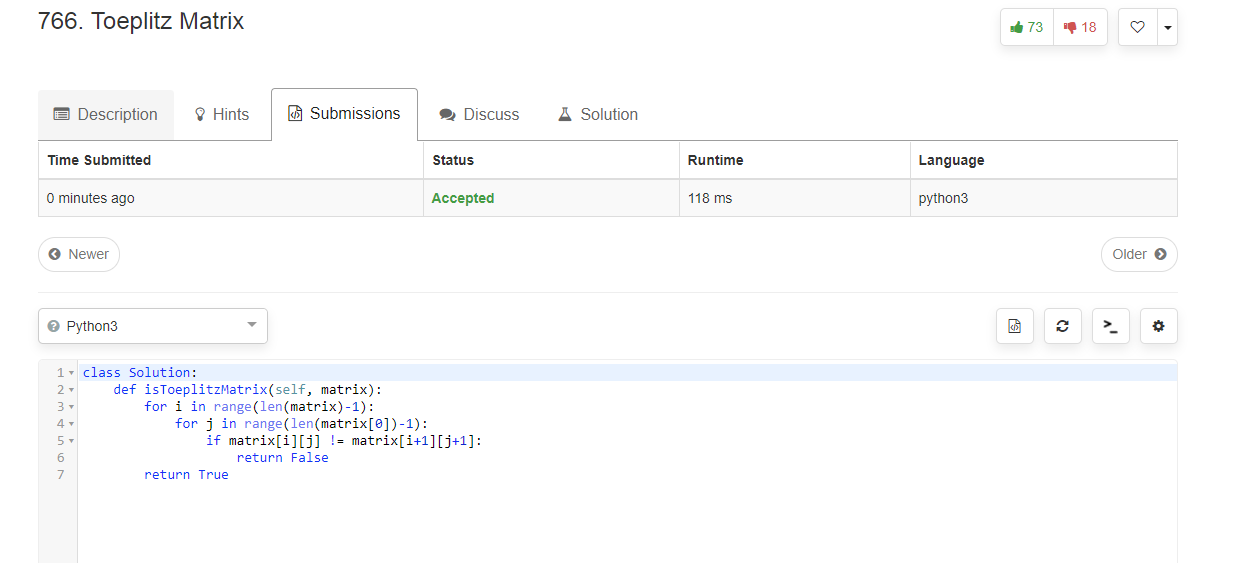 766. Toeplitz Matrix
73 18
Description Hints Submissions Discuss Solution
Time Submitted Status Runtime Language
0 minutes ago Accepted 118 ms python3
Newer Older
Python3
1 class Solution:
2     def isToeplitzMatrix(self, matrix):
3         for i in range(len(matrix)-1):
4             for j in range(len(matrix[0])-1):
5                 if matrix[i][j] != matrix[i+1][j+1]:
6                     return False
7         return True